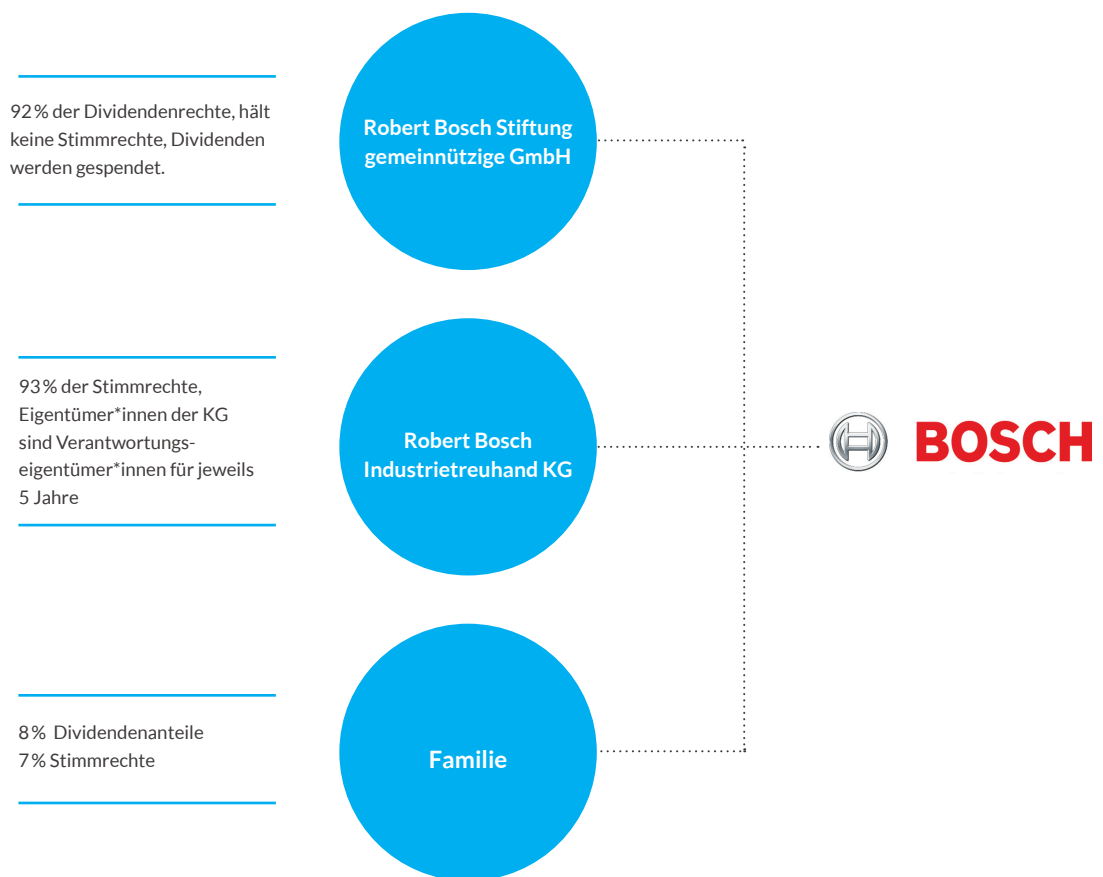 92 % der Dividendenrechte, hält
keine Stimmrechte, Dividenden
werden gespendet.
Robert Bosch Stiftung
gemeinnützige GmbH
93 % der Stimmrechte,
Eigentümer*innen der KG
sind Verantwortungs-
eigentümer*innen für jeweils
5 Jahre
Robert Bosch
Industrietreuhand KG
BOSCH
8 % Dividendenanteile
7 % Stimmrechte
Familie